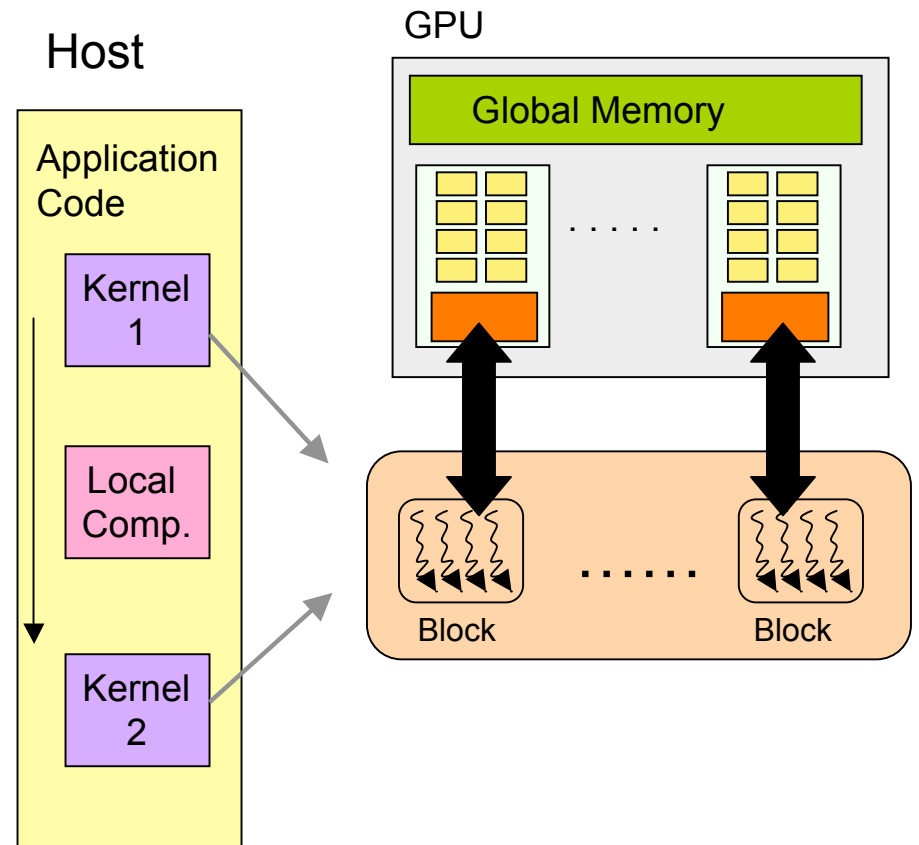 Host
Application
Code
Kernel
1
Local
Comp.
Kernel
2
GPU
Global Memory
. . . . .
. . . . . .
Block
Block